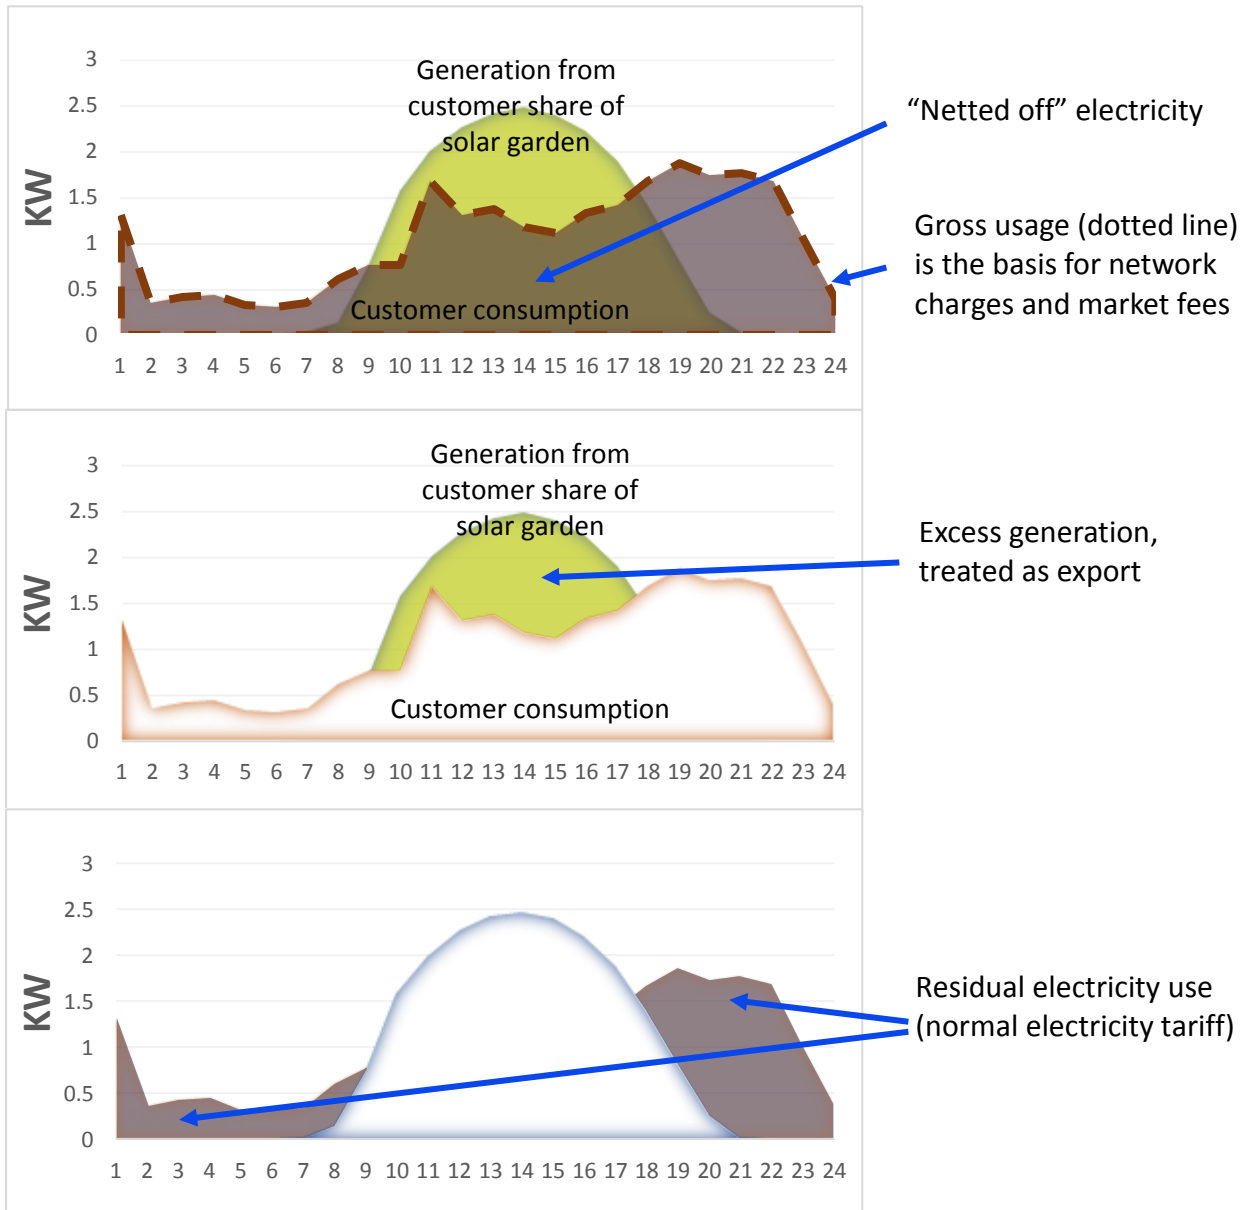 3
2.5
2
1.5
1
0.5
0
KW
Generation from
customer share of
solar garden
Customer consumption
1 2 3 4 5 6 7 8 9 10 11 12 13 14 15 16 17 18 19 20 21 22 23 24
“Netted off” electricity
Gross usage (dotted line)
is the basis for network
charges and market fees
3
2.5
2
1.5
1
0.5
0
KW
Generation from
customer share of
solar garden
Customer consumption
1 2 3 4 5 6 7 8 9 10 11 12 13 14 15 16 17 18 19 20 21 22 23 24
Excess generation,
treated as export
3
2.5
2
1.5
1
0.5
0
KW
1 2 3 4 5 6 7 8 9 10 11 12 13 14 15 16 17 18 19 20 21 22 23 24
Residual electricity use
(normal electricity tariff)